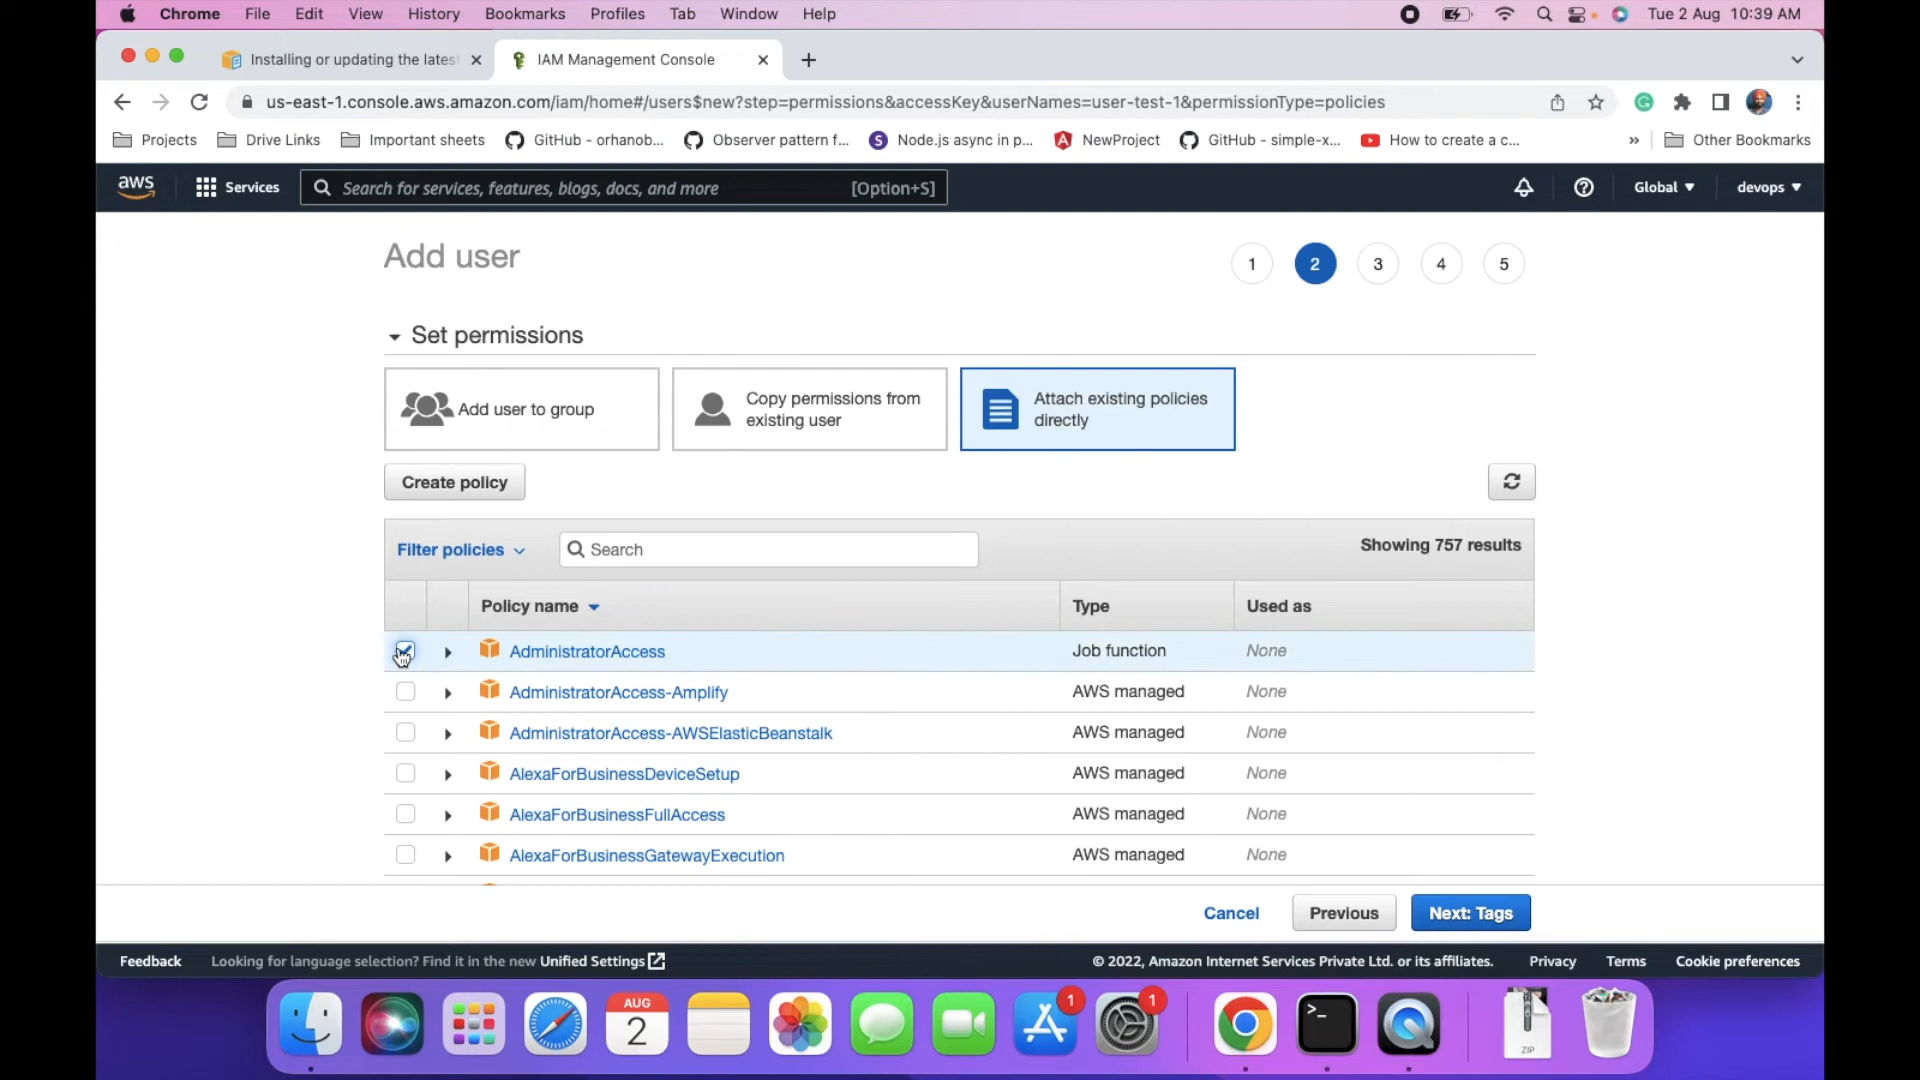 Chrome File Edit View History Bookmarks Profiles Tab Window Help Tue 2 Aug 10:39 AM
Installing or updating the latest IAM Management Console
us-east-1.console.aws.amazon.com/iam/home#/users$new?step=permissions&accessKey&userNames=user-test-1&permissionType=policies
Projects Drive Links Important sheets GitHub - orhanob... Observer pattern f... S Node.js async in p... NewProject GitHub - simple-x... How to create a c... » Other Bookmarks
aws Services Search for services, features, blogs, docs, and more [Option+S] Global devops
Add user
1 2 3 4 5
Set permissions
Add user to group
Copy permissions from
existing user
Attach existing policies
directly
Create policy
Filter policies Search Showing 757 results
Policy name Type Used as
AdministratorAccess Job function None
AdministratorAccess-Amplify AWS managed None
AdministratorAccess-AWSElasticBeanstalk AWS managed None
AlexaForBusinessDeviceSetup AWS managed None
AlexaForBusinessFullAccess AWS managed None
AlexaForBusinessGatewayExecution AWS managed None
Cancel Previous Next: Tags
Feedback Looking for language selection? Find it in the new Unified Settings © 2022, Amazon Internet Services Private Ltd. or its affiliates. Privacy Terms Cookie preferences
AUG
2
1
1
>_
ZIP